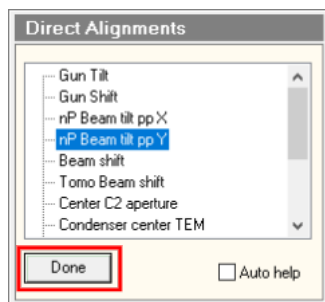 Direct Alignments
Gun Tilt
Gun Shift
nP Beam tilt pp X
nP Beam tilt pp Y
Beam shift
Tomo Beam shift
Center C2 aperture
Condenser center TEM
Done
Auto help